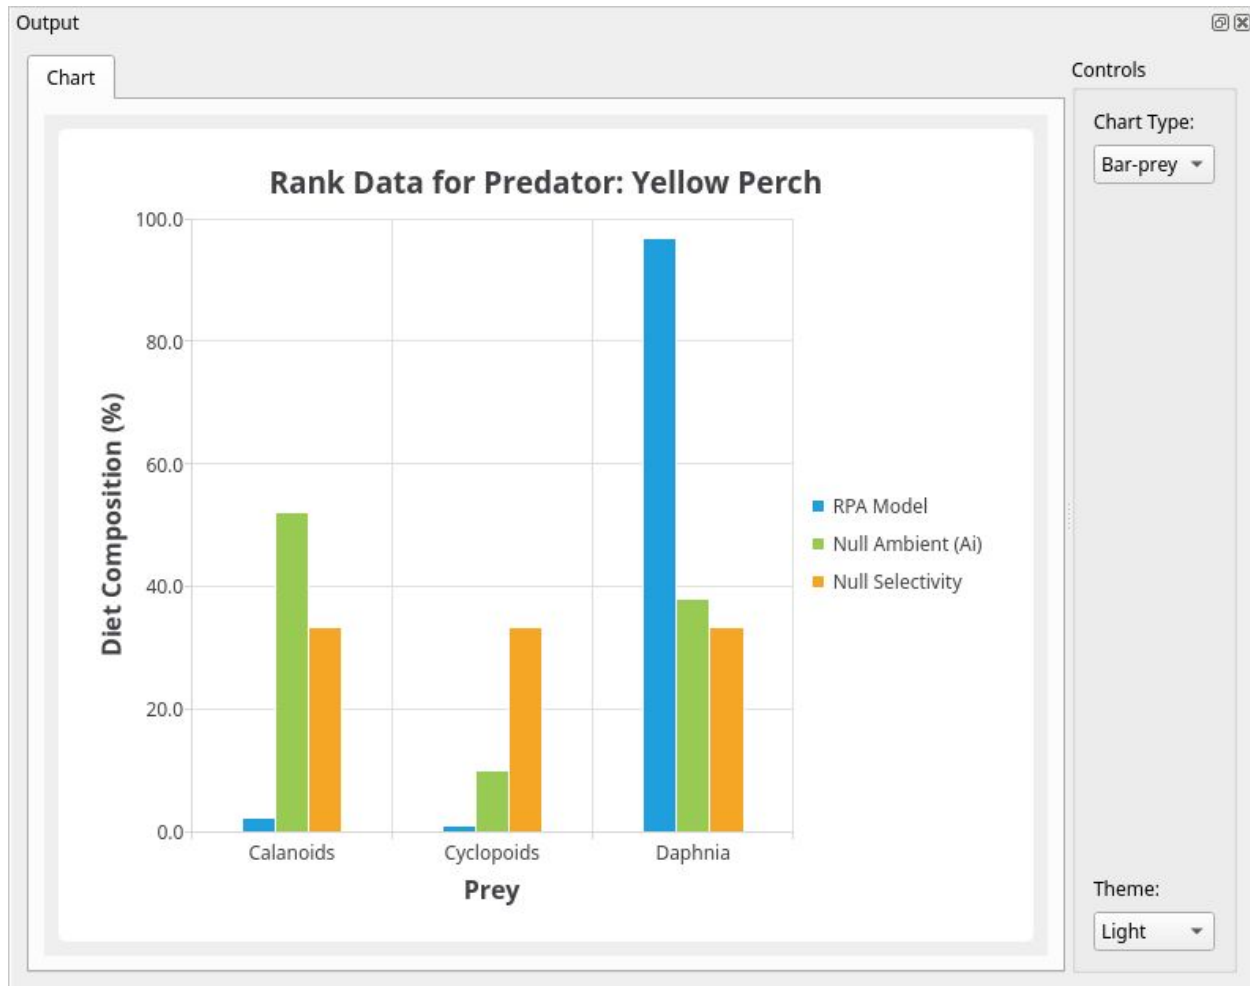 Output
Chart
Controls
Chart Type:
Bar-prey
Rank Data for Predator: Yellow Perch
Diet Composition (%)
100.0
80.0
60.0
40.0
20.0
0.0
Calanoids
Cyclopoids
Daphnia
Prey
RPA Model
Null Ambient (Ai)
Null Selectivity
Theme:
Light